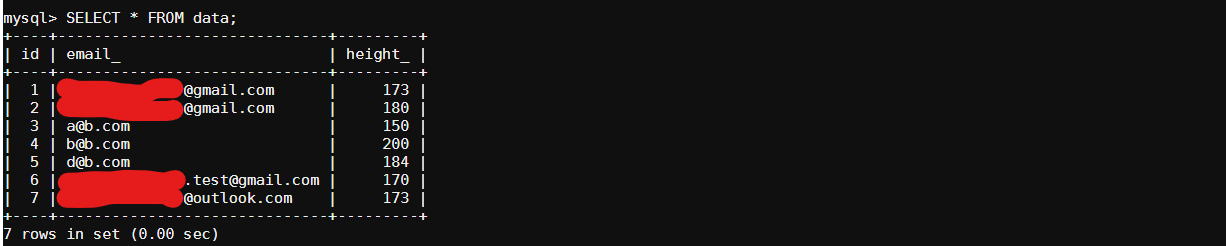 mysql> SELECT * FROM data;
+----+------------------------------+---------+
| id | email_                       | height_ |
+----+------------------------------+---------+
|  1 | @gmail.com      |     173 |
|  2 | @gmail.com      |     180 |
|  3 | a@b.com                      |     150 |
|  4 | b@b.com                      |     200 |
|  5 | d@b.com                      |     184 |
|  6 | .test@gmail.com |     170 |
|  7 | @outlook.com    |     173 |
+----+------------------------------+---------+
7 rows in set (0.00 sec)